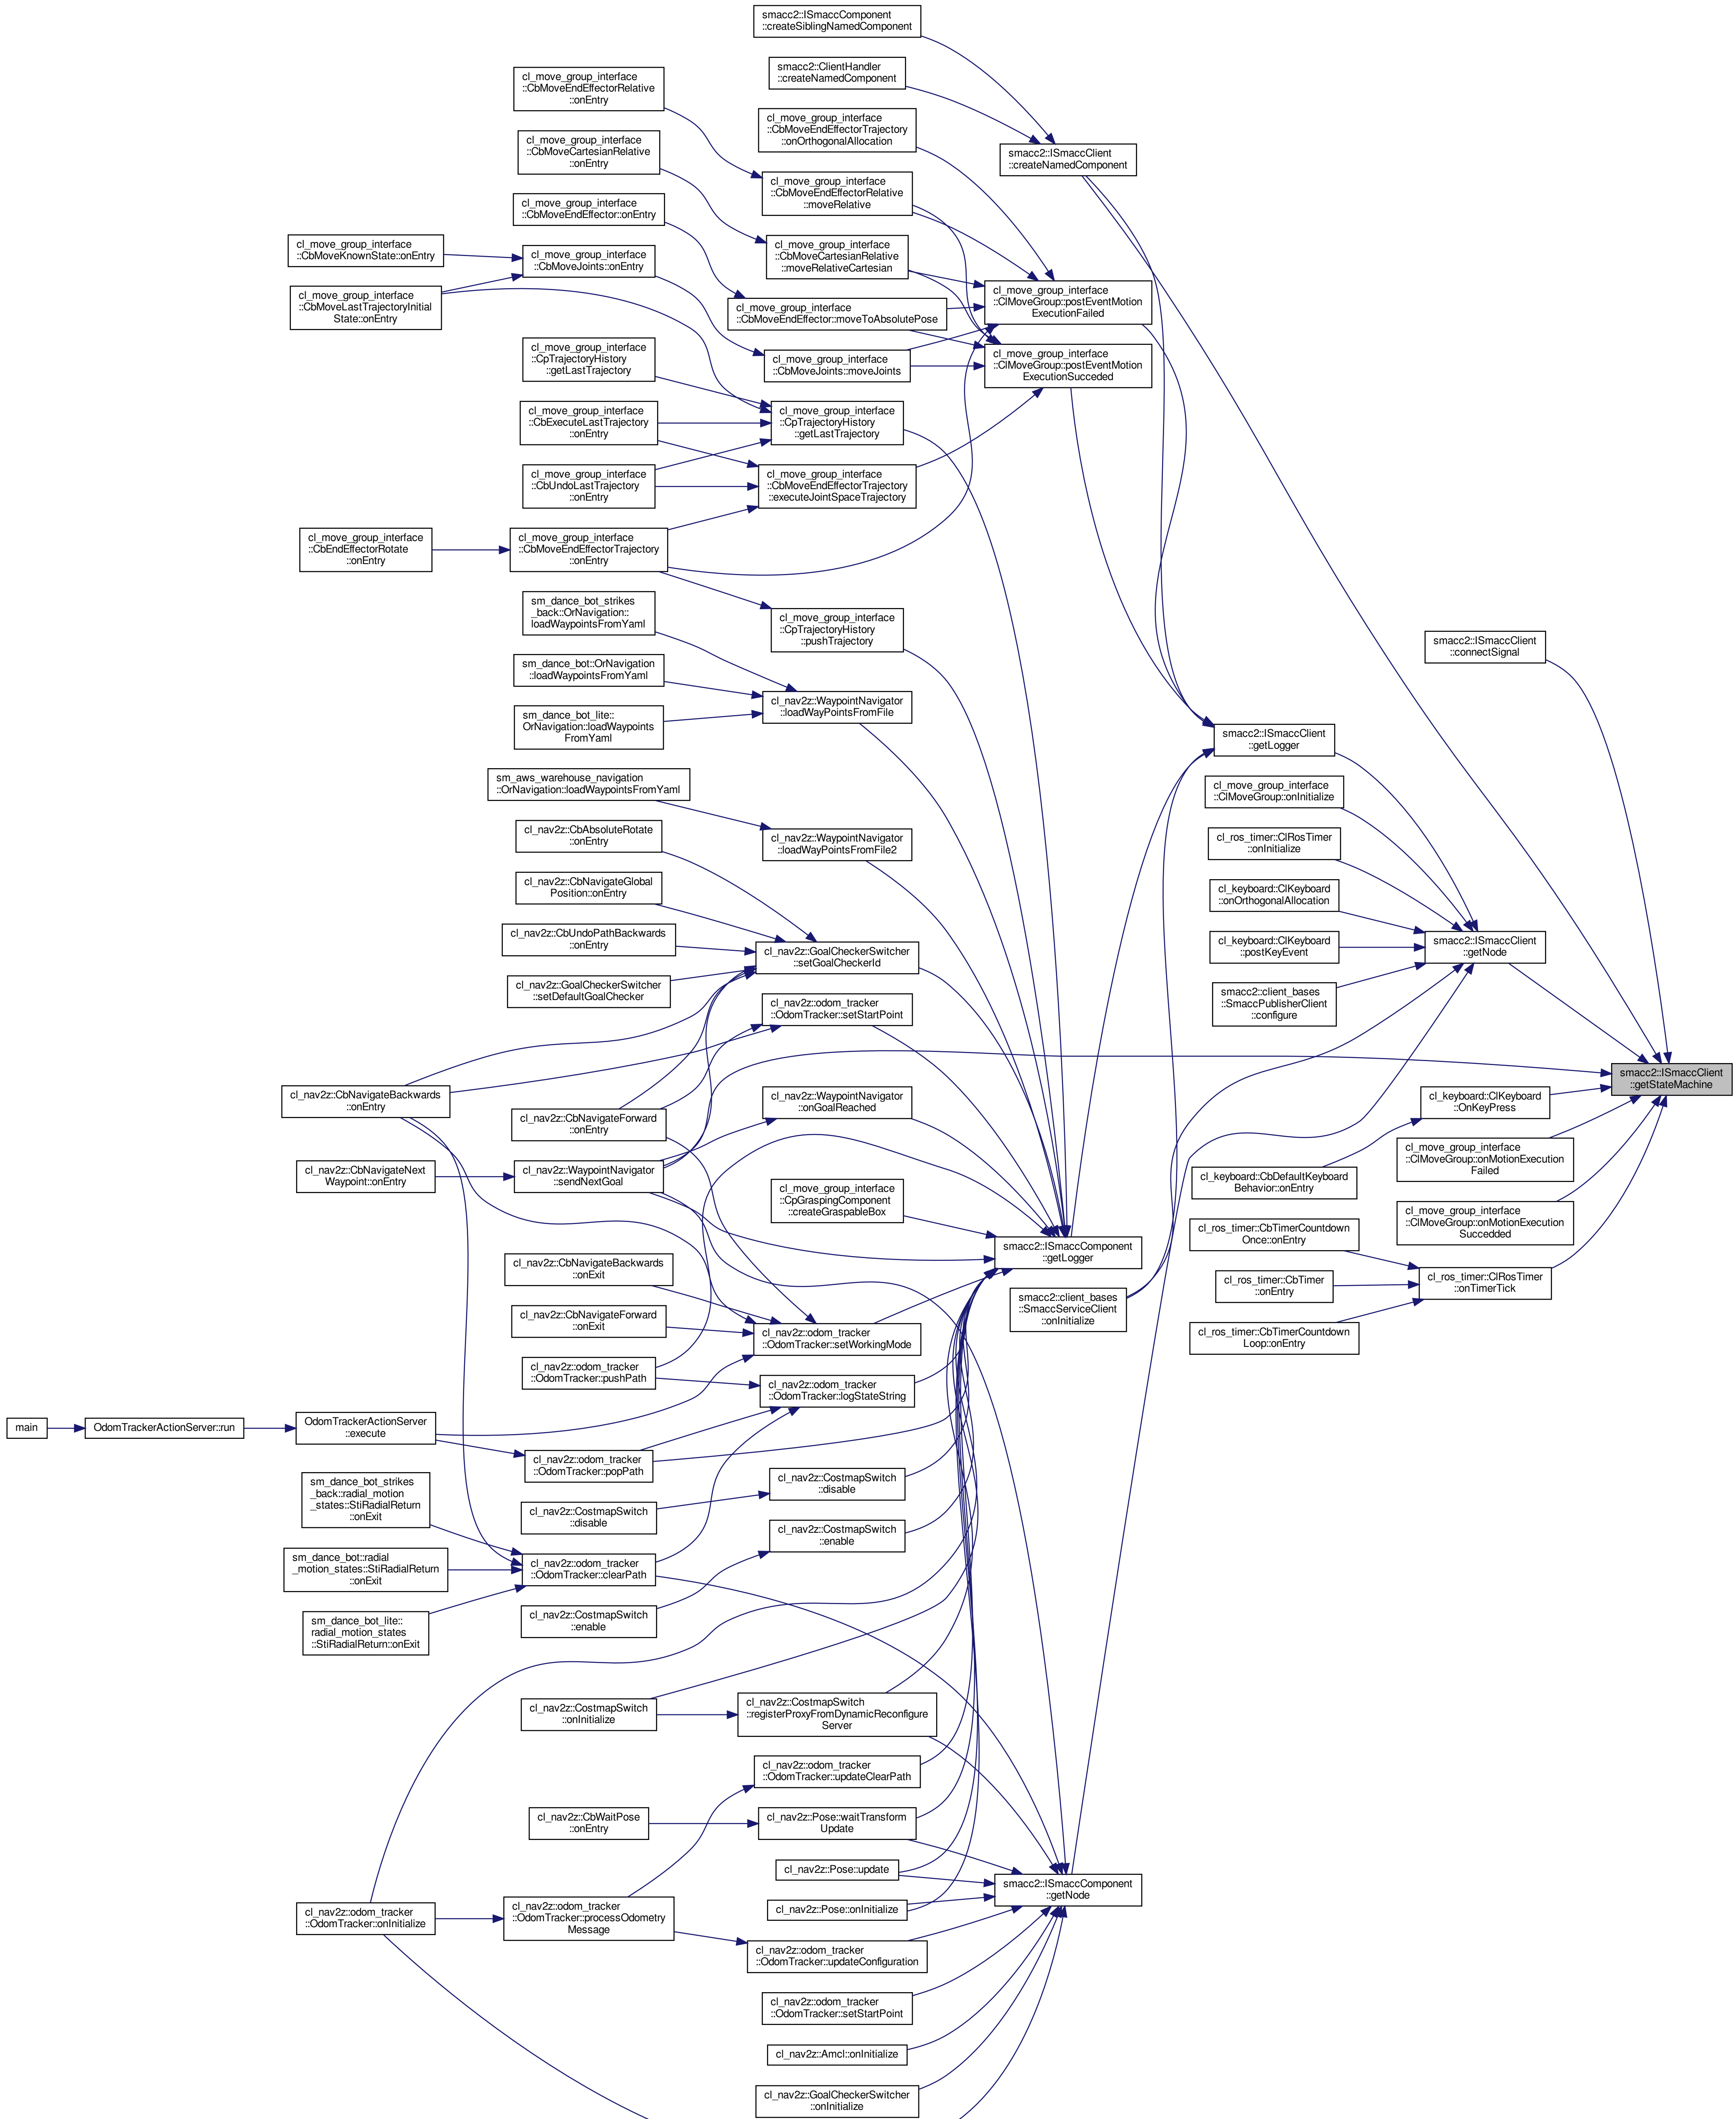 smacc2::ISmaccComponent
::createSiblingNamedComponent
smacc2::ClientHandler
::createNamedComponent
cl_move_group_interface
::CbMoveEndEffectorRelative
::onEntry
cl_move_group_interface
::CbMoveEndEffectorTrajectory
::onOrthogonalAllocation
cl_move_group_interface
::CbMoveCartesianRelative
::onEntry
smacc2::ISmaccClient
::createNamedComponent
cl_move_group_interface
::CbMoveEndEffectorRelative
::moveRelative
cl_move_group_interface
::CbMoveEndEffector::onEntry
cl_move_group_interface
::CbMoveKnownState::onEntry
cl_move_group_interface
::CbMoveJoints::onEntry
cl_move_group_interface
::CbMoveCartesianRelative
::moveRelativeCartesian
cl_move_group_interface
::CbMoveLastTrajectoryInitial
State::onEntry
cl_move_group_interface
::CbMoveEndEffector::moveToAbsolutePose
cl_move_group_interface
::ClMoveGroup::postEventMotion
ExecutionFailed
cl_move_group_interface
::CpTrajectoryHistory
::getLastTrajectory
cl_move_group_interface
::CbMoveJoints::moveJoints
cl_move_group_interface
::ClMoveGroup::postEventMotion
ExecutionSucceded
cl_move_group_interface
::CbExecuteLastTrajectory
::onEntry
cl_move_group_interface
::CpTrajectoryHistory
::getLastTrajectory
cl_move_group_interface
::CbUndoLastTrajectory
::onEntry
cl_move_group_interface
::CbMoveEndEffectorTrajectory
::executeJointSpaceTrajectory
cl_move_group_interface
::CbEndEffectorRotate
::onEntry
cl_move_group_interface
::CbMoveEndEffectorTrajectory
::onEntry
sm_dance_bot_strikes
_back::OrNavigation::
loadWaypointsFromYaml
cl_move_group_interface
::CpTrajectoryHistory
::pushTrajectory
smacc2::ISmaccClient
::connectSignal
sm_dance_bot::OrNavigation
::loadWaypointsFromYaml
cl_nav2z::WaypointNavigator
::loadWayPointsFromFile
sm_dance_bot_lite::
OrNavigation::loadWaypoints
FromYaml
smacc2::ISmaccClient
::getLogger
sm_aws_warehouse_navigation
::OrNavigation::loadWaypointsFromYaml
cl_move_group_interface
::ClMoveGroup::onInitialize
cl_nav2z::CbAbsoluteRotate
::onEntry
cl_nav2z::WaypointNavigator
::loadWayPointsFromFile2
cl_ros_timer::ClRosTimer
::onInitialize
cl_nav2z::CbNavigateGlobal
Position::onEntry
cl_keyboard::ClKeyboard
::onOrthogonalAllocation
cl_nav2z::CbUndoPathBackwards
::onEntry
cl_nav2z::GoalCheckerSwitcher
::setGoalCheckerId
cl_keyboard::ClKeyboard
::postKeyEvent
smacc2::ISmaccClient
::getNode
cl_nav2z::GoalCheckerSwitcher
::setDefaultGoalChecker
cl_nav2z::odom_tracker
::OdomTracker::setStartPoint
smacc2::client_bases
::SmaccPublisherClient
::configure
smacc2::ISmaccClient
::getStateMachine
cl_nav2z::CbNavigateBackwards
::onEntry
cl_nav2z::CbNavigateForward
::onEntry
cl_nav2z::WaypointNavigator
::onGoalReached
cl_keyboard::ClKeyboard
::OnKeyPress
cl_move_group_interface
::ClMoveGroup::onMotionExecution
Failed
cl_nav2z::CbNavigateNext
Waypoint::onEntry
cl_nav2z::WaypointNavigator
::sendNextGoal
cl_keyboard::CbDefaultKeyboard
Behavior::onEntry
cl_move_group_interface
::CpGraspingComponent
::createGraspableBox
cl_move_group_interface
::ClMoveGroup::onMotionExecution
Succedded
cl_ros_timer::CbTimerCountdown
Once::onEntry
smacc2::ISmaccComponent
::getLogger
cl_nav2z::CbNavigateBackwards
::onExit
cl_ros_timer::CbTimer
::onEntry
cl_ros_timer::ClRosTimer
::onTimerTick
smacc2::client_bases
::SmaccServiceClient
::onInitialize
cl_nav2z::CbNavigateForward
::onExit
cl_nav2z::odom_tracker
::OdomTracker::setWorkingMode
cl_ros_timer::CbTimerCountdown
Loop::onEntry
cl_nav2z::odom_tracker
::OdomTracker::pushPath
cl_nav2z::odom_tracker
::OdomTracker::logStateString
main
OdomTrackerActionServer::run
OdomTrackerActionServer
::execute
cl_nav2z::odom_tracker
::OdomTracker::popPath
cl_nav2z::CostmapSwitch
::disable
sm_dance_bot_strikes
_back::radial_motion
_states::StiRadialReturn
::onExit
cl_nav2z::CostmapSwitch
::disable
cl_nav2z::CostmapSwitch
::enable
sm_dance_bot::radial
_motion_states::StiRadialReturn
::onExit
cl_nav2z::odom_tracker
::OdomTracker::clearPath
sm_dance_bot_lite::
radial_motion_states
::StiRadialReturn::onExit
cl_nav2z::CostmapSwitch
::enable
cl_nav2z::CostmapSwitch
::onInitialize
cl_nav2z::CostmapSwitch
::registerProxyFromDynamicReconfigure
Server
cl_nav2z::odom_tracker
::OdomTracker::updateClearPath
cl_nav2z::CbWaitPose
::onEntry
cl_nav2z::Pose::waitTransform
Update
cl_nav2z::Pose::update
smacc2::ISmaccComponent
::getNode
cl_nav2z::odom_tracker
::OdomTracker::onInitialize
cl_nav2z::odom_tracker
::OdomTracker::processOdometry
Message
cl_nav2z::Pose::onInitialize
cl_nav2z::odom_tracker
::OdomTracker::updateConfiguration
cl_nav2z::odom_tracker
::OdomTracker::setStartPoint
cl_nav2z::Amcl::onInitialize
cl_nav2z::GoalCheckerSwitcher
::onInitialize